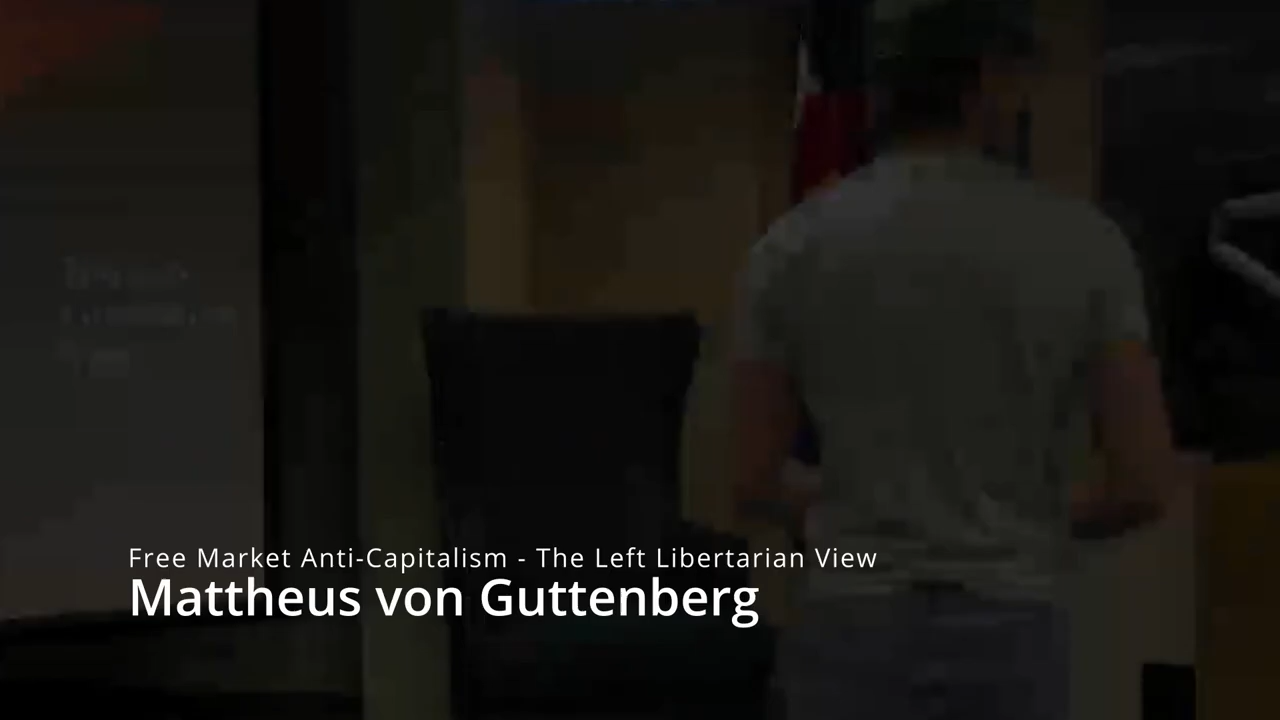 Free Market Anti-Capitalism - The Left Libertarian View
Mattheus von Guttenberg